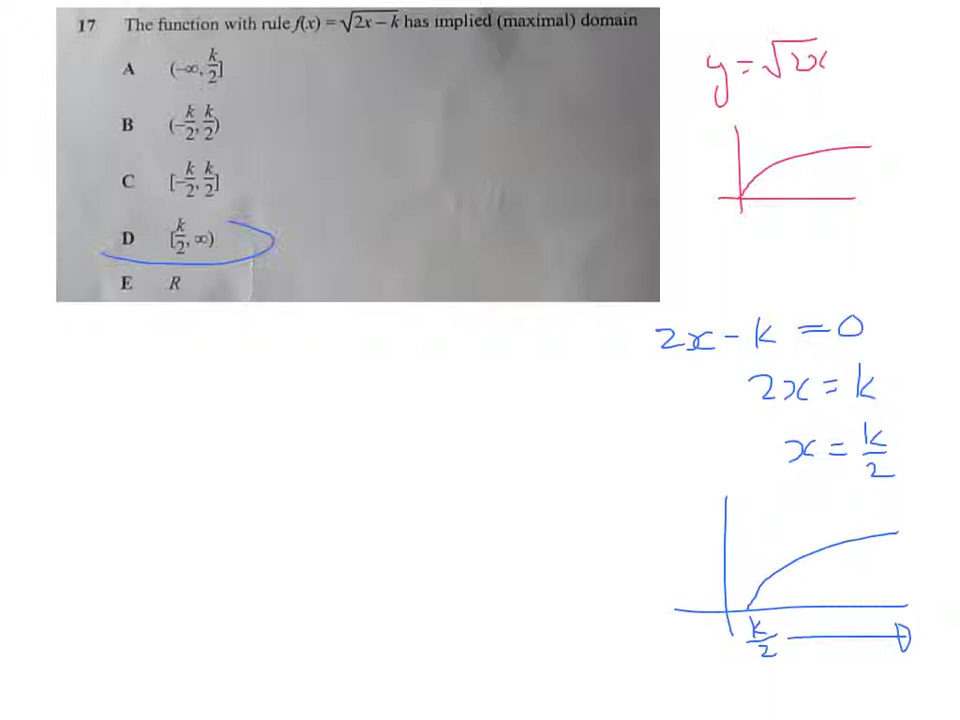 17 The function with rule f(x) = √(2x – k) has implied (maximal) domain
A (–∞, k/2]
B (–k/2, k/2)
C [–k/2, k/2]
D [k/2, ∞)
E R
y = √2x
2x – k = 0
2x = k
x = k/2
k/2